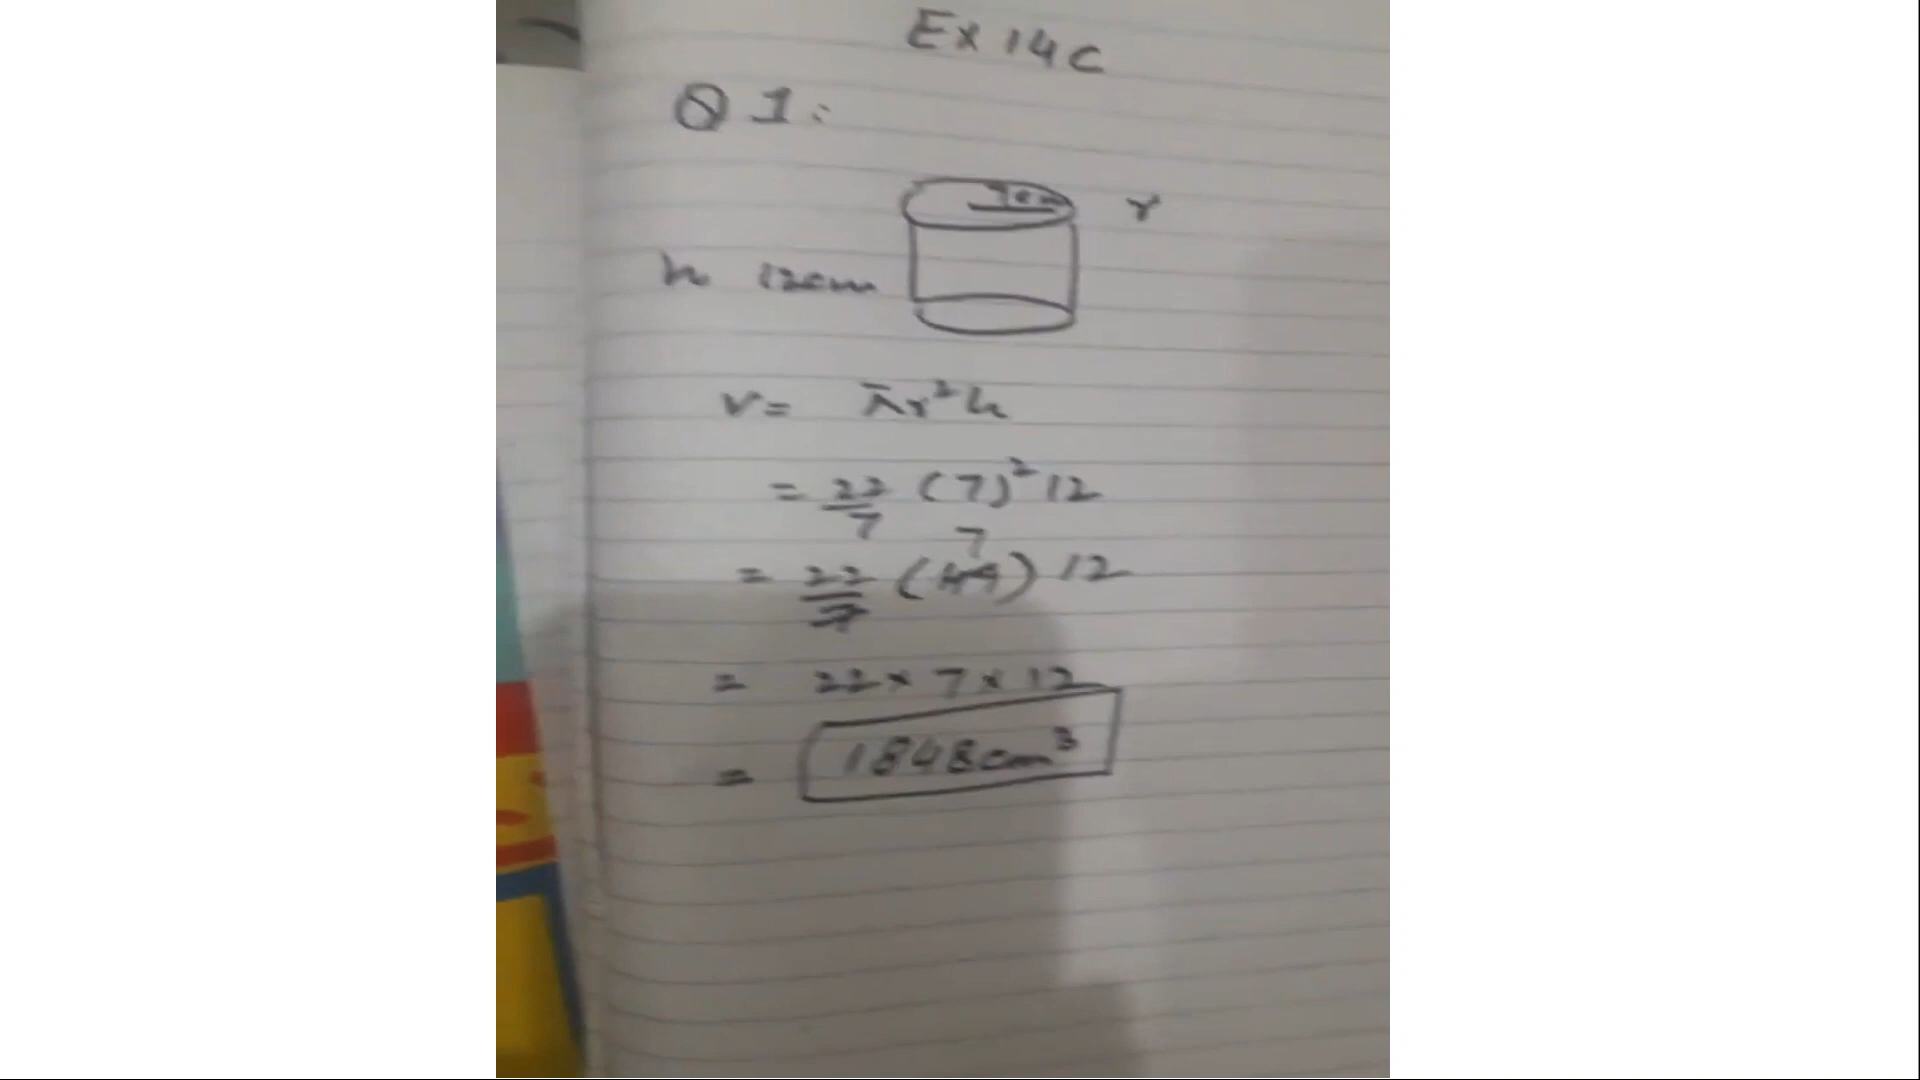 Ex 14c
Q 1:
7cm r
h 12cm
V= πr²h
= 22/7 (7)² 12
7
= 22/7 (49) 12
= 22 x 7 x 12
= 1848cm³